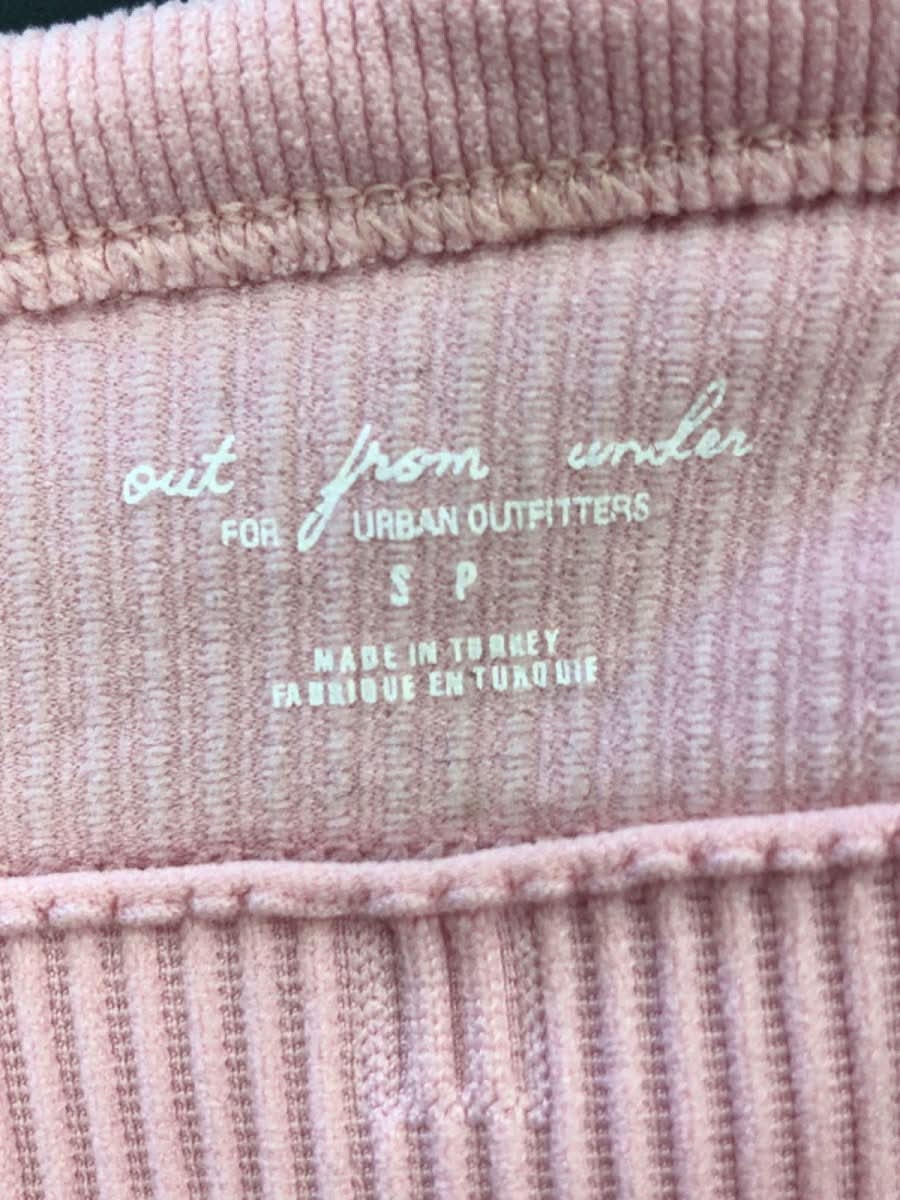 out from under
FOR URBAN OUTFITTERS
S P
MADE IN TURKEY
FABRIQUE EN TURQUIE